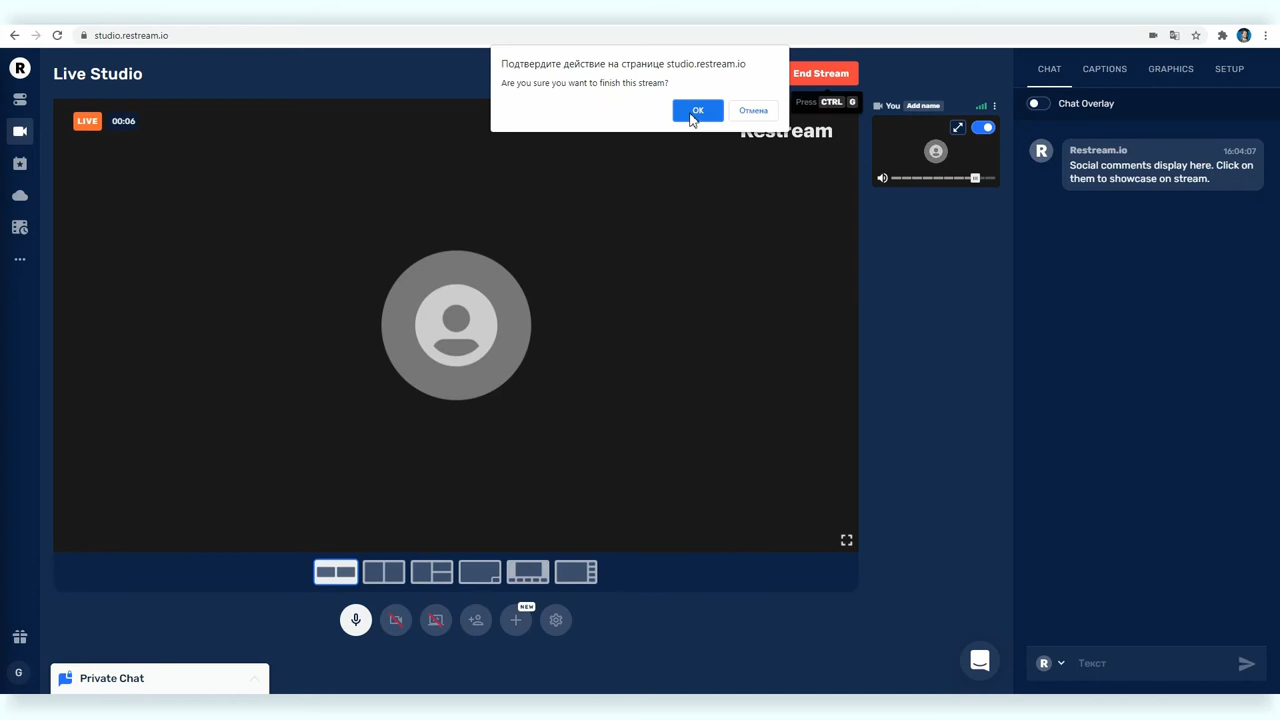 studio.restream.io
R
Live Studio
Подтвердите действие на странице studio.restream.io
Are you sure you want to finish this stream?
OK
Отмена
End Stream
Press CTRL G
LIVE
00:06
Restream
You
Add name
CHAT
CAPTIONS
GRAPHICS
SETUP
Chat Overlay
R
Restream.io
16:04:07
Social comments display here. Click on
them to showcase on stream.
NEW
G
Private Chat
R
Текст